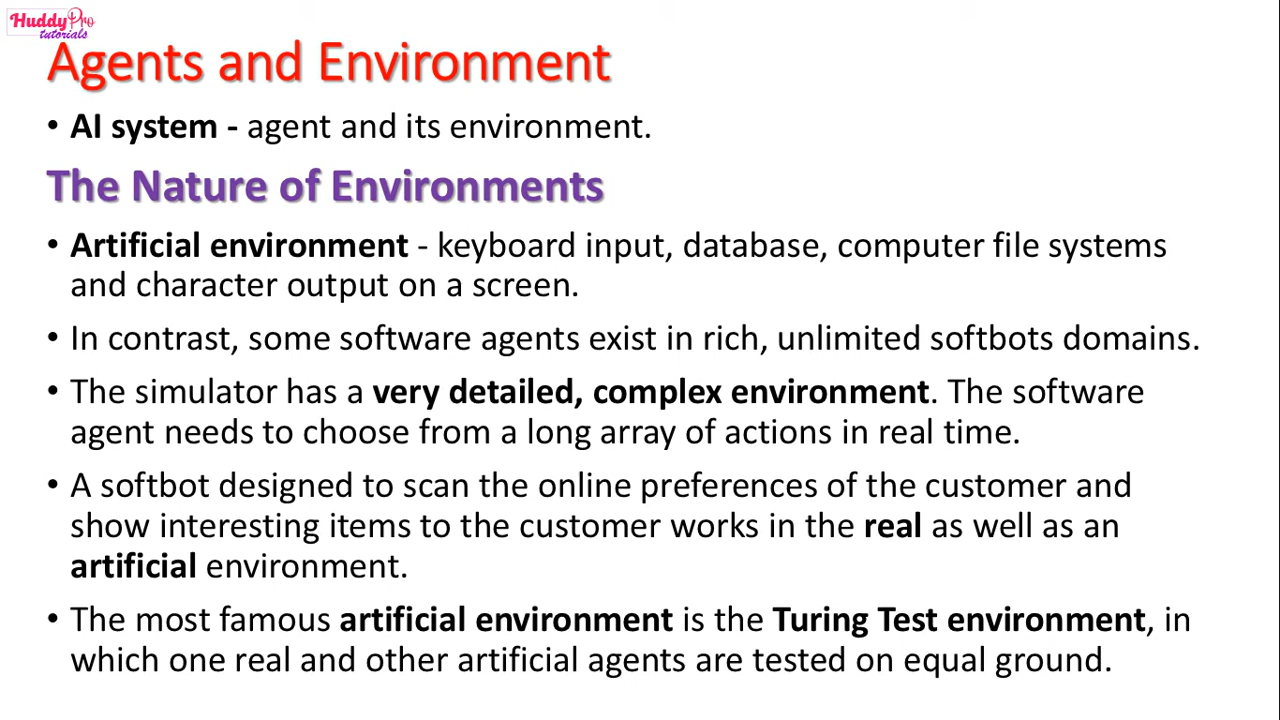 HuddyPro
tutorials
Agents and Environment
• AI system - agent and its environment.
The Nature of Environments
• Artificial environment - keyboard input, database, computer file systems
and character output on a screen.
• In contrast, some software agents exist in rich, unlimited softbots domains.
• The simulator has a very detailed, complex environment. The software
agent needs to choose from a long array of actions in real time.
• A softbot designed to scan the online preferences of the customer and
show interesting items to the customer works in the real as well as an
artificial environment.
• The most famous artificial environment is the Turing Test environment, in
which one real and other artificial agents are tested on equal ground.